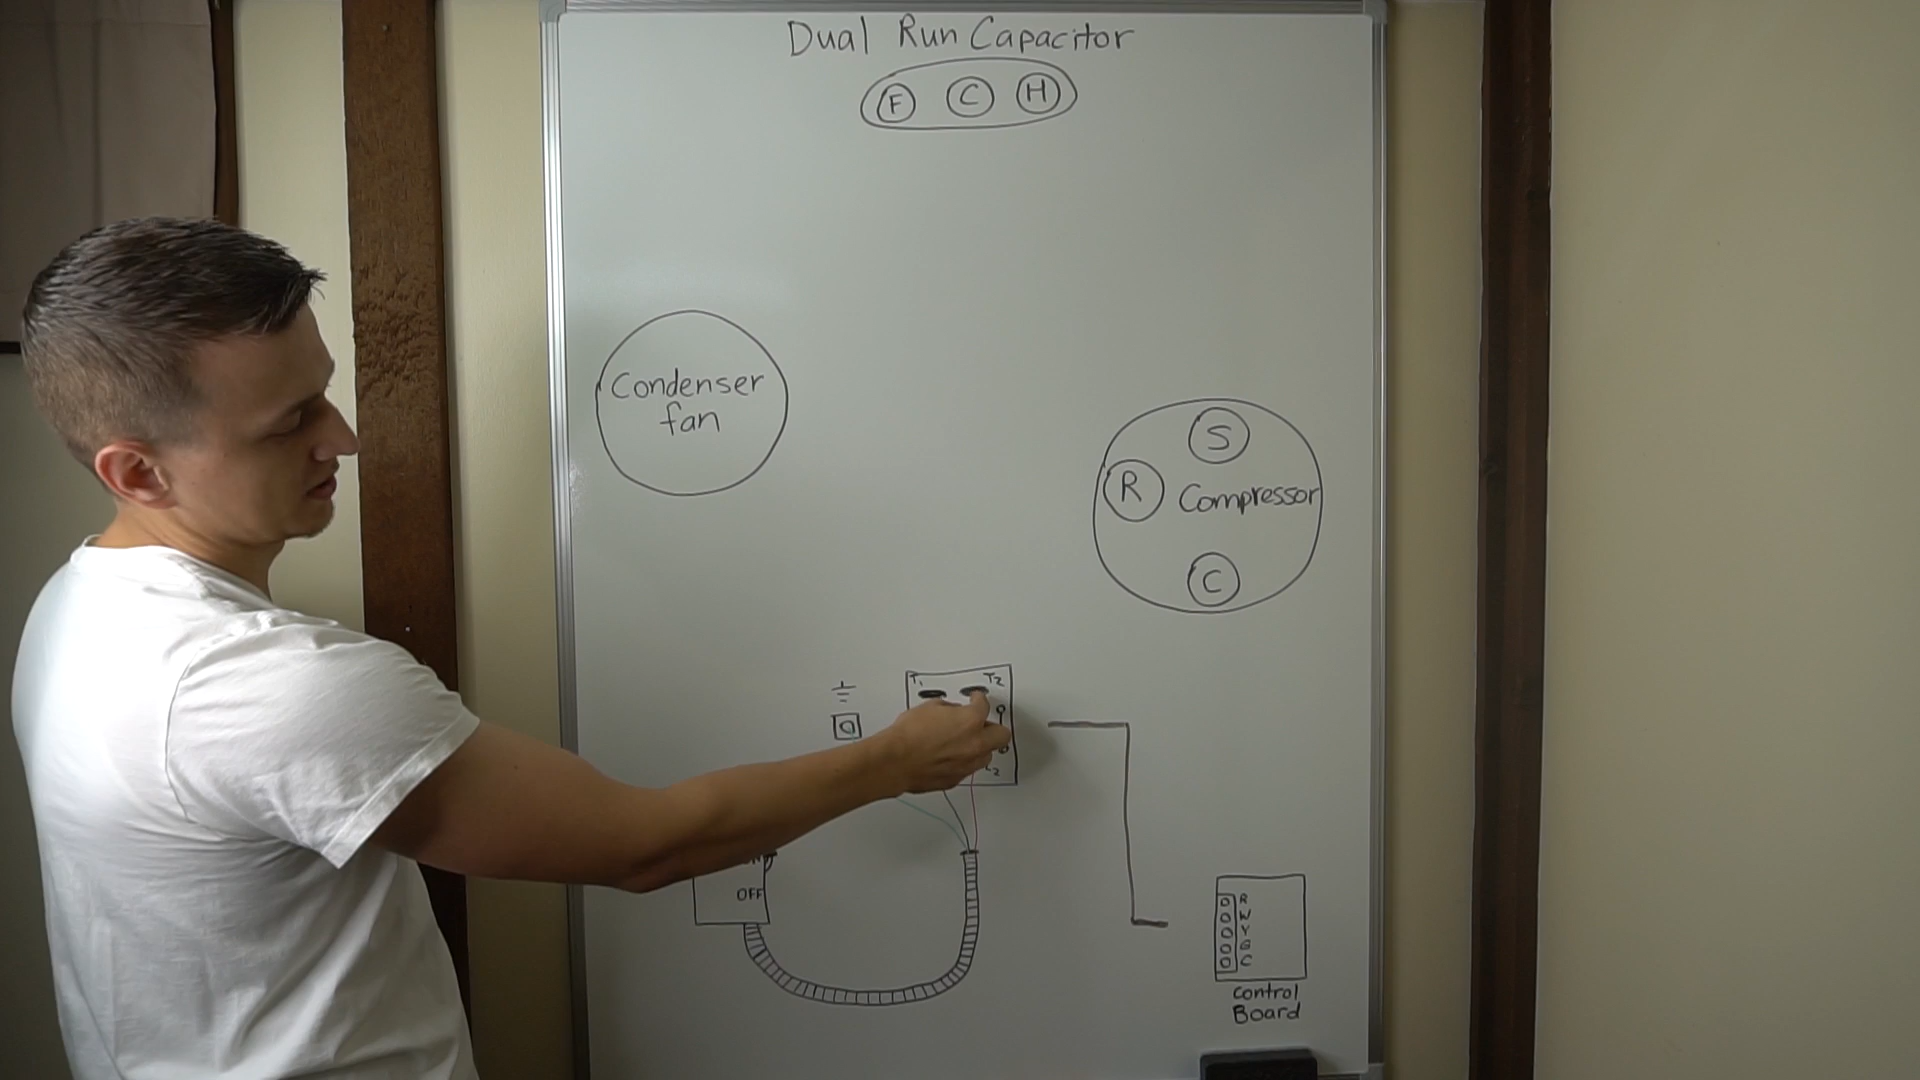 Dual Run Capacitor
F C H
Condenser
fan
S
R Compressor
C
T1 T2
OFF
R
W
Y
G
C
Control
Board